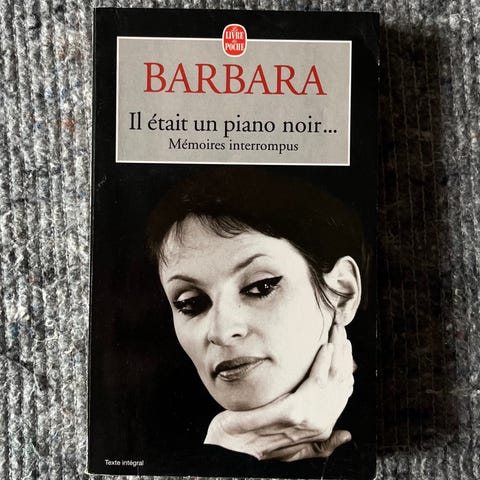 LE LIVRE
de
POCHE
BARBARA
Il était un piano noir...
Mémoires interrompus
Texte intégral